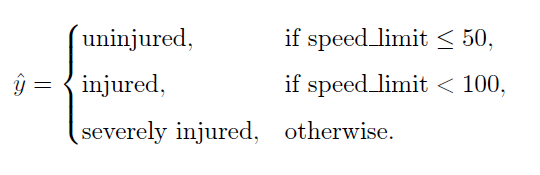 uninjured, if speed_limit ≤ 50,
ŷ = injured, if speed_limit < 100,
severely injured, otherwise.